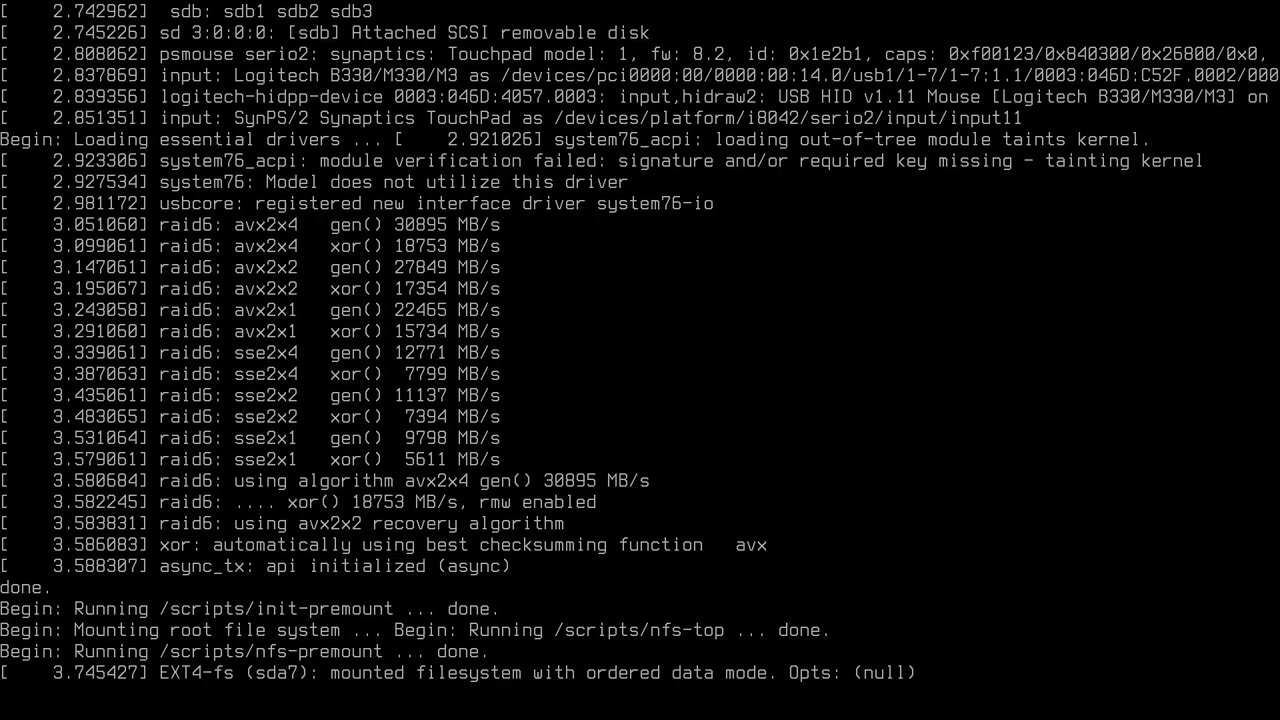 [    2.742962]  sdb: sdb1 sdb2 sdb3
[    2.745226] sd 3:0:0:0: [sdb] Attached SCSI removable disk
[    2.808062] psmouse serio2: synaptics: Touchpad model: 1, fw: 8.2, id: 0x1e2b1, caps: 0xf00123/0x840300/0x26800/0x0,
[    2.837869] input: Logitech B330/M330/M3 as /devices/pci0000:00/0000:00:14.0/usb1/1-7/1-7:1.1/0003:046D:C52F.0002/000
[    2.839356] logitech-hidpp-device 0003:046D:4057.0003: input,hidraw2: USB HID v1.11 Mouse [Logitech B330/M330/M3] on
[    2.851351] input: SynPS/2 Synaptics TouchPad as /devices/platform/i8042/serio2/input/input11
Begin: Loading essential drivers ... [    2.921026] system76_acpi: loading out-of-tree module taints kernel.
[    2.923306] system76_acpi: module verification failed: signature and/or required key missing - tainting kernel
[    2.927534] system76: Model does not utilize this driver
[    2.981172] usbcore: registered new interface driver system76-io
[    3.051060] raid6: avx2x4   gen() 30895 MB/s
[    3.099061] raid6: avx2x4   xor() 18753 MB/s
[    3.147061] raid6: avx2x2   gen() 27849 MB/s
[    3.195067] raid6: avx2x2   xor() 17354 MB/s
[    3.243058] raid6: avx2x1   gen() 22465 MB/s
[    3.291060] raid6: avx2x1   xor() 15734 MB/s
[    3.339061] raid6: sse2x4   gen() 12771 MB/s
[    3.387063] raid6: sse2x4   xor()  7799 MB/s
[    3.435061] raid6: sse2x2   gen() 11137 MB/s
[    3.483065] raid6: sse2x2   xor()  7394 MB/s
[    3.531064] raid6: sse2x1   gen()  9798 MB/s
[    3.579061] raid6: sse2x1   xor()  5611 MB/s
[    3.580684] raid6: using algorithm avx2x4 gen() 30895 MB/s
[    3.582245] raid6: .... xor() 18753 MB/s, rmw enabled
[    3.583831] raid6: using avx2x2 recovery algorithm
[    3.586083] xor: automatically using best checksumming function   avx
[    3.588307] async_tx: api initialized (async)
done.
Begin: Running /scripts/init-premount ... done.
Begin: Mounting root file system ... Begin: Running /scripts/nfs-top ... done.
Begin: Running /scripts/nfs-premount ... done.
[    3.745427] EXT4-fs (sda7): mounted filesystem with ordered data mode. Opts: (null)